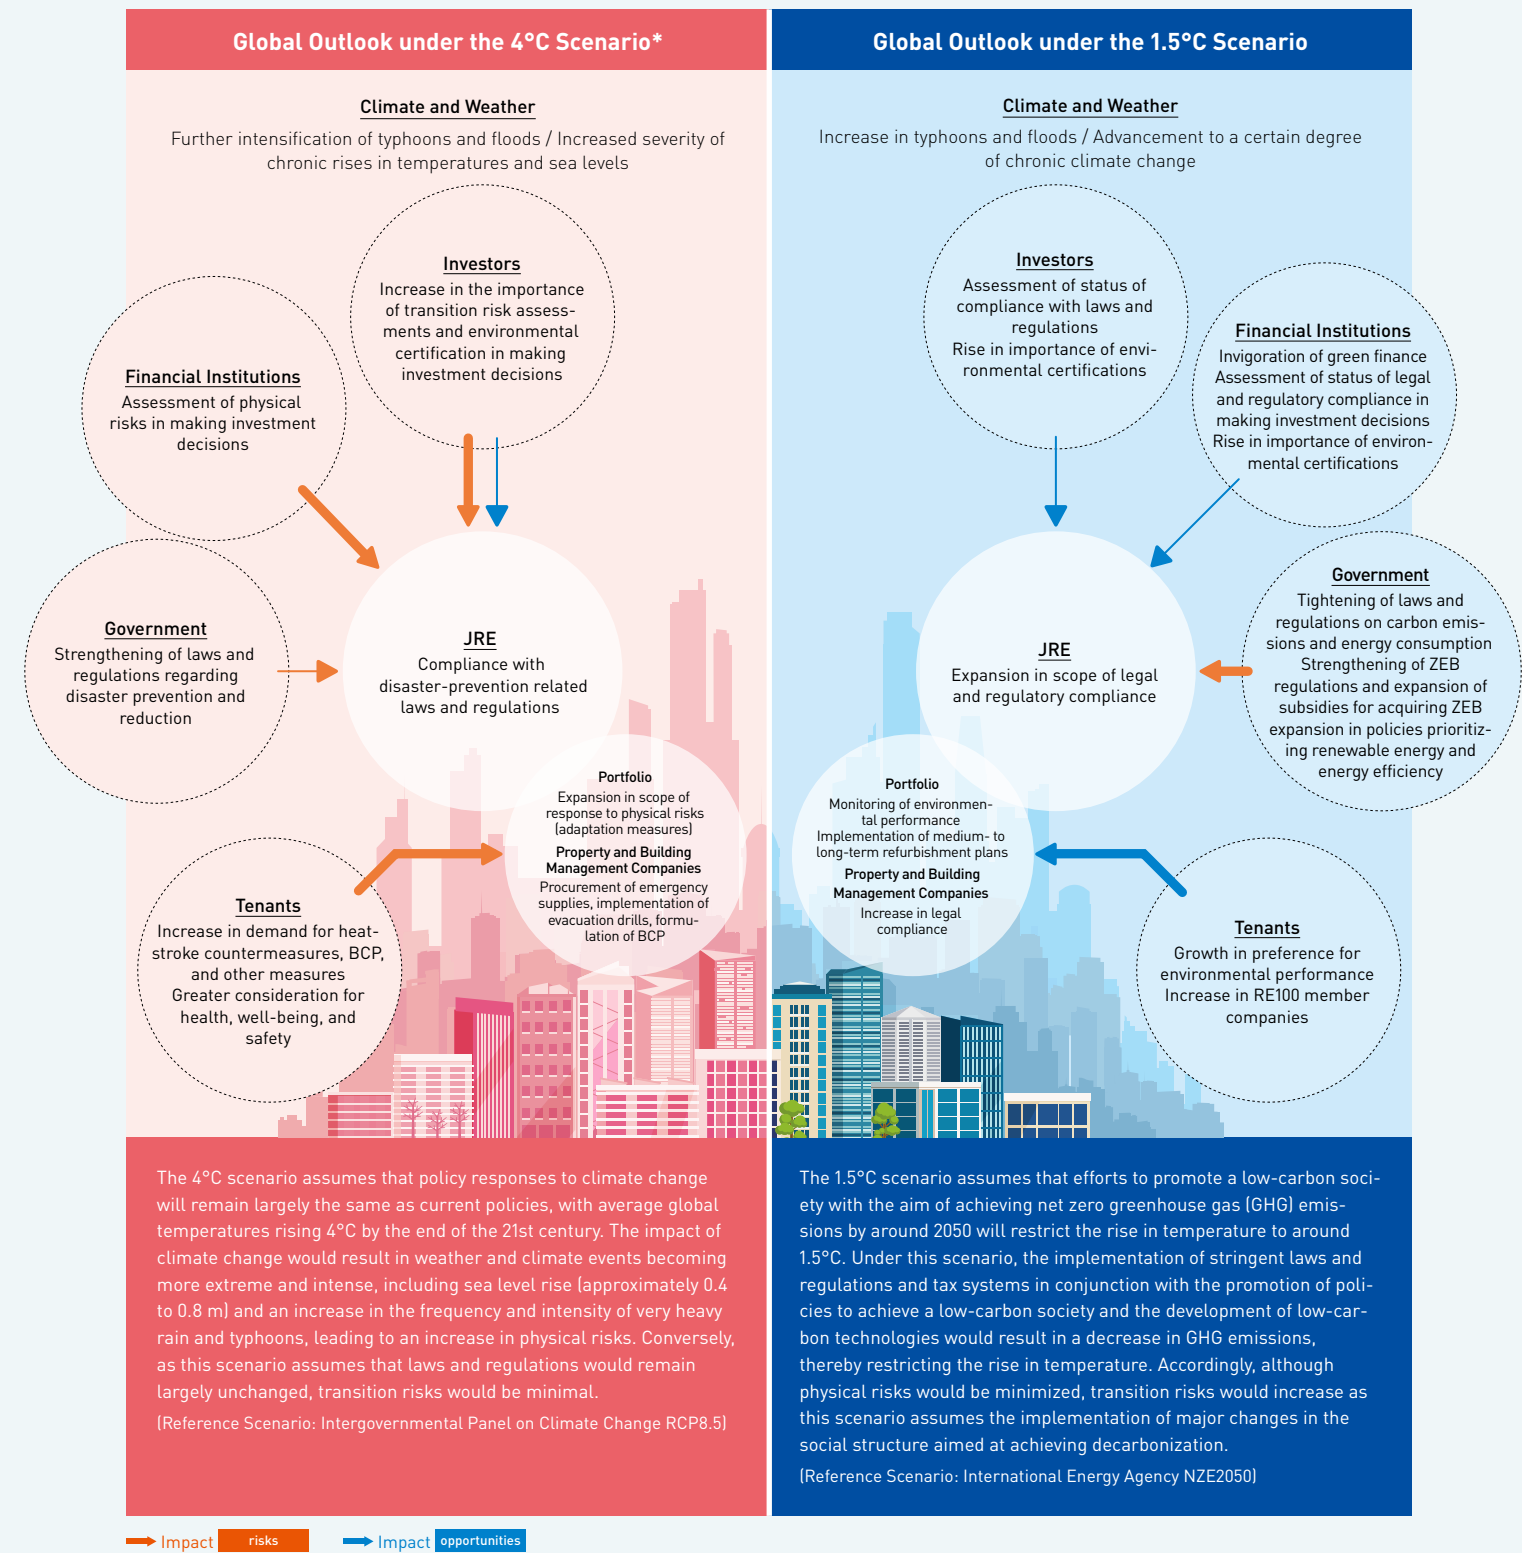 Global Outlook under the 4°C Scenario*
Climate and Weather
Further intensification of typhoons and floods / Increased severity of
chronic rises in temperatures and sea levels
Investors
Increase in the importance
of transition risk assess-
ments and environmental
certification in making
investment decisions
Financial Institutions
Assessment of physical
risks in making investment
decisions
Government
Strengthening of laws and
regulations regarding
disaster prevention and
reduction
JRE
Compliance with
disaster-prevention related
laws and regulations
Portfolio
Expansion in scope of
response to physical risks
(adaptation measures)
Property and Building
Management Companies
Procurement of emergency
supplies, implementation of
evacuation drills, formu-
lation of BCP
Tenants
Increase in demand for heat-
stroke countermeasures, BCP,
and other measures
Greater consideration for
health, well-being, and
safety
The 4°C scenario assumes that policy responses to climate change
will remain largely the same as current policies, with average global
temperatures rising 4°C by the end of the 21st century. The impact of
climate change would result in weather and climate events becoming
more extreme and intense, including sea level rise (approximately 0.4
to 0.8 m) and an increase in the frequency and intensity of very heavy
rain and typhoons, leading to an increase in physical risks. Conversely,
as this scenario assumes that laws and regulations would remain
largely unchanged, transition risks would be minimal.
(Reference Scenario: Intergovernmental Panel on Climate Change RCP8.5)
Global Outlook under the 1.5°C Scenario
Climate and Weather
Increase in typhoons and floods / Advancement to a certain degree
of chronic climate change
Investors
Assessment of status of
compliance with laws and
regulations
Rise in importance of envi-
ronmental certifications
Financial Institutions
Invigoration of green finance
Assessment of status of legal
and regulatory compliance in
making investment decisions
Rise in importance of environ-
mental certifications
Government
Tightening of laws and
regulations on carbon emis-
sions and energy consumption
Strengthening of ZEB
regulations and expansion of
subsidies for acquiring ZEB
expansion in policies prioritiz-
ing renewable energy and
energy efficiency
JRE
Expansion in scope of legal
and regulatory compliance
Portfolio
Monitoring of environmen-
tal performance
Implementation of medium- to
long-term refurbishment plans
Property and Building
Management Companies
Increase in legal
compliance
Tenants
Growth in preference for
environmental performance
Increase in RE100 member
companies
The 1.5°C scenario assumes that efforts to promote a low-carbon soci-
ety with the aim of achieving net zero greenhouse gas (GHG) emis-
sions by around 2050 will restrict the rise in temperature to around
1.5°C. Under this scenario, the implementation of stringent laws and
regulations and tax systems in conjunction with the promotion of poli-
cies to achieve a low-carbon society and the development of low-car-
bon technologies would result in a decrease in GHG emissions,
thereby restricting the rise in temperature. Accordingly, although
physical risks would be minimized, transition risks would increase as
this scenario assumes the implementation of major changes in the
social structure aimed at achieving decarbonization.
(Reference Scenario: International Energy Agency NZE2050)
Impact risks
Impact opportunities